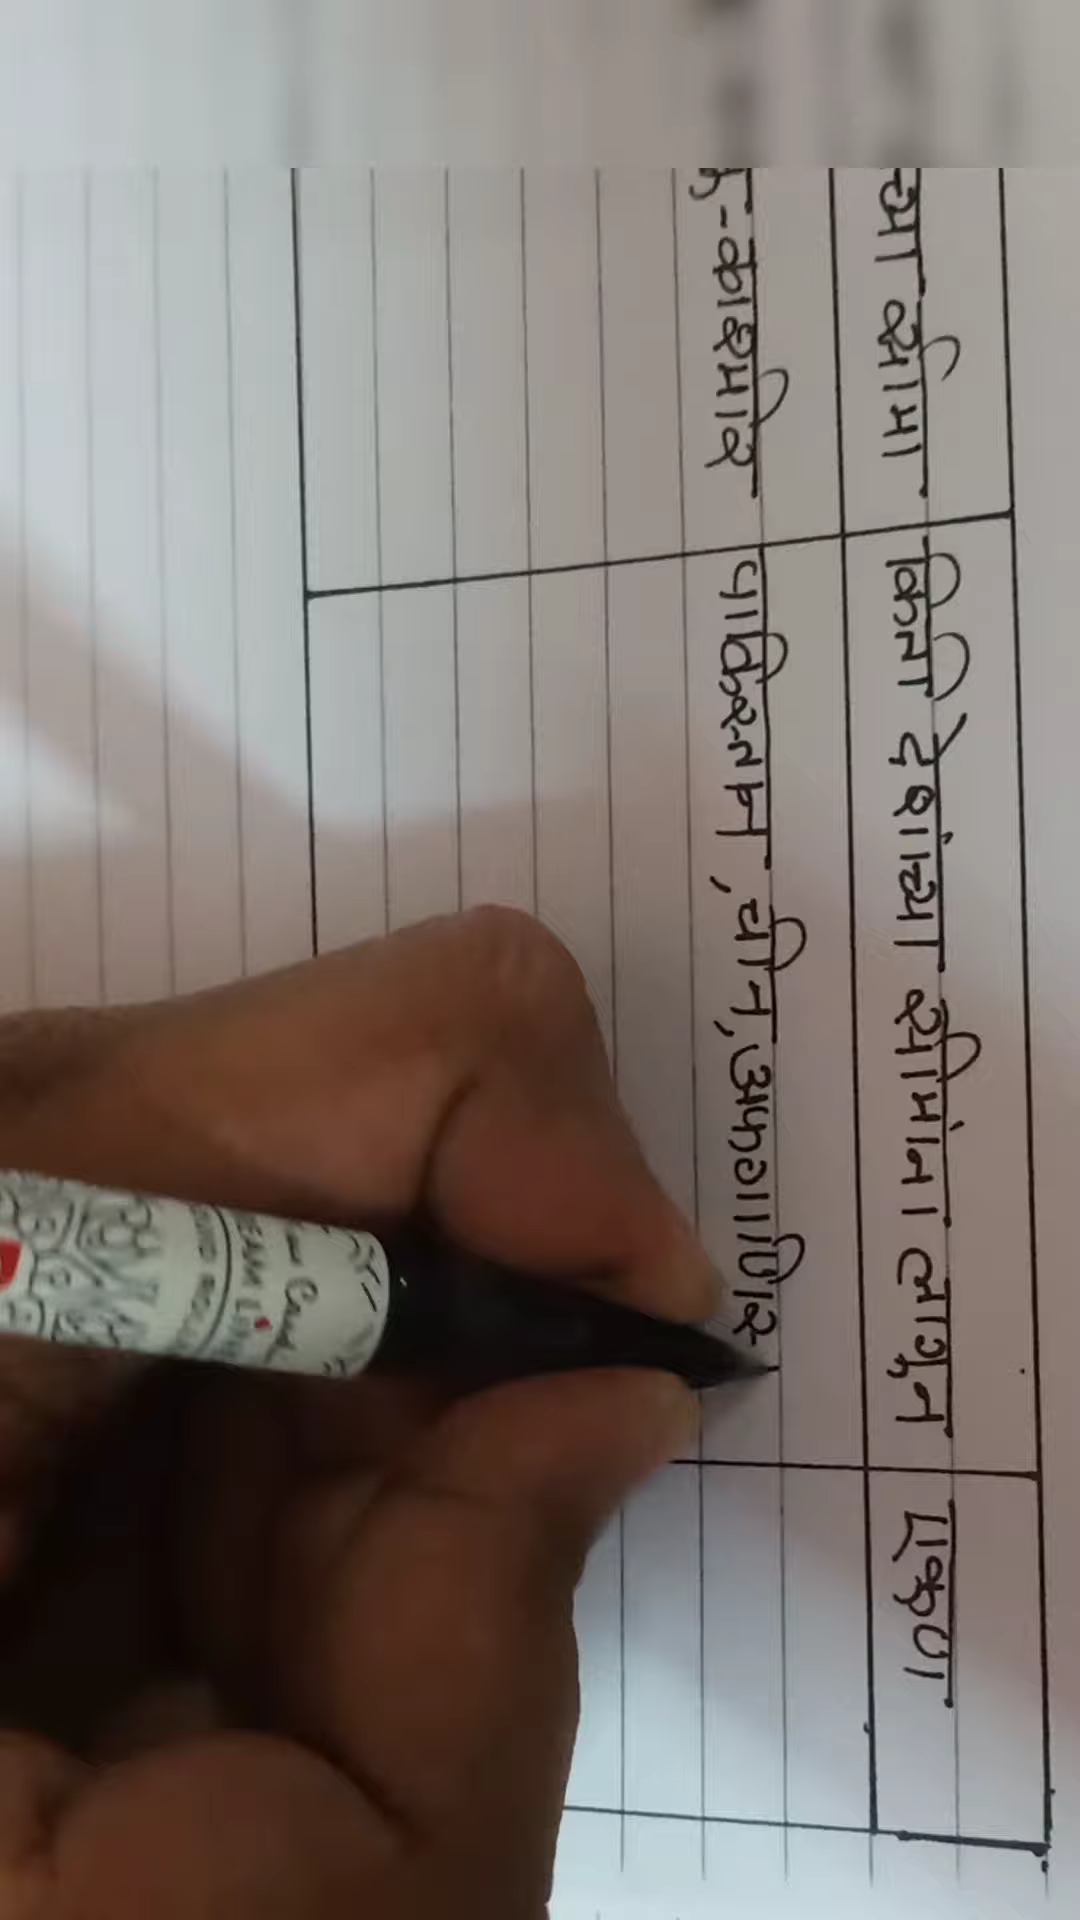 च्या सीमा किती देशांच्या सीमांना लागून एकूण
-काश्मीर पाकिस्तान, चीन, अफगाणिस्